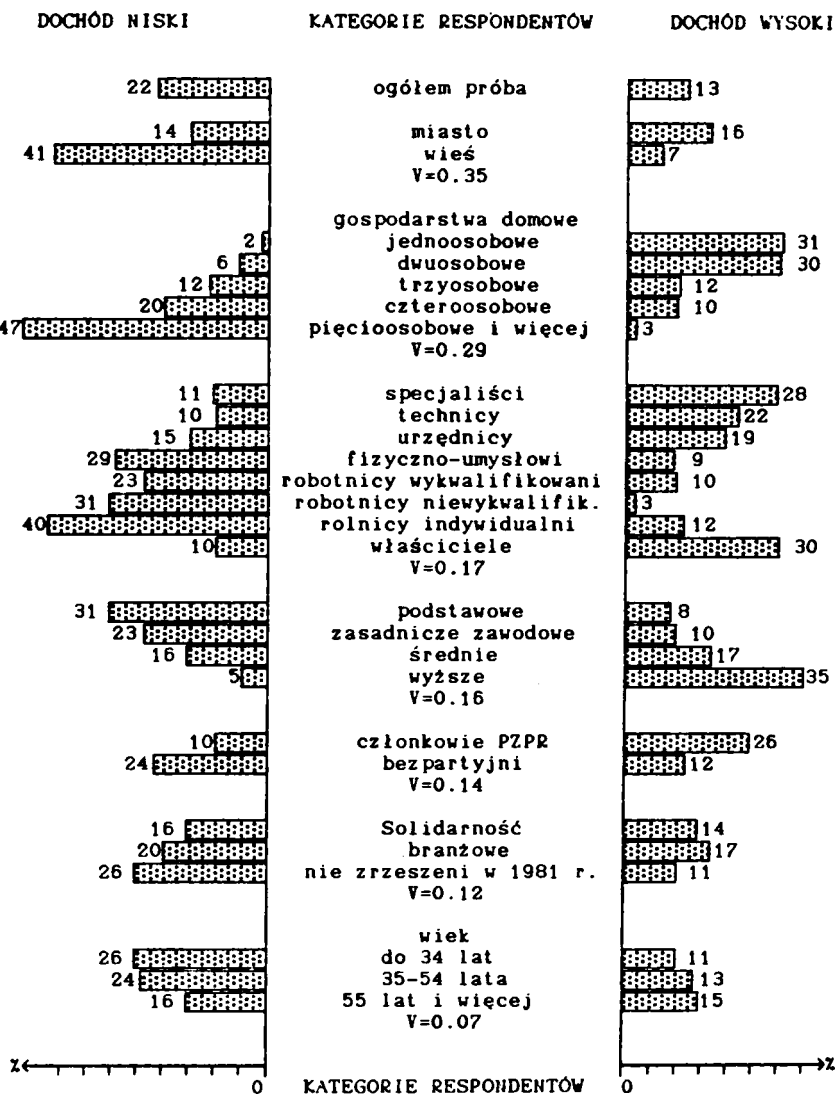 DOCHÓD NISKI KATEGORIE RESPONDENTÓW DOCHÓD WYSOKI
22 ogółem próba 13
14 miasto 16
41 wieś 7
V=0.35
gospodarstwa domowe
2 jednoosobowe 31
6 dwuosobowe 30
12 trzyosobowe 12
20 czteroosobowe 10
47 pięcioosobowe i więcej 3
V=0.29
11 specjaliści 28
10 technicy 22
15 urzędnicy 19
29 fizyczno-umysłowi 9
23 robotnicy wykwalifikowani 10
31 robotnicy niewykwalifik. 3
40 rolnicy indywidualni 12
10 właściciele 30
V=0.17
31 podstawowe 8
23 zasadnicze zawodowe 10
16 średnie 17
5 wyższe 35
V=0.16
10 członkowie PZPR 26
24 bezpartyjni 12
V=0.14
16 Solidarność 14
20 branżowe 17
26 nie zrzeszeni w 1981 r. 11
V=0.12
wiek
26 do 34 lat 11
24 35-54 lata 13
16 55 lat i więcej 15
V=0.07
% %
0 KATEGORIE RESPONDENTÓW 0